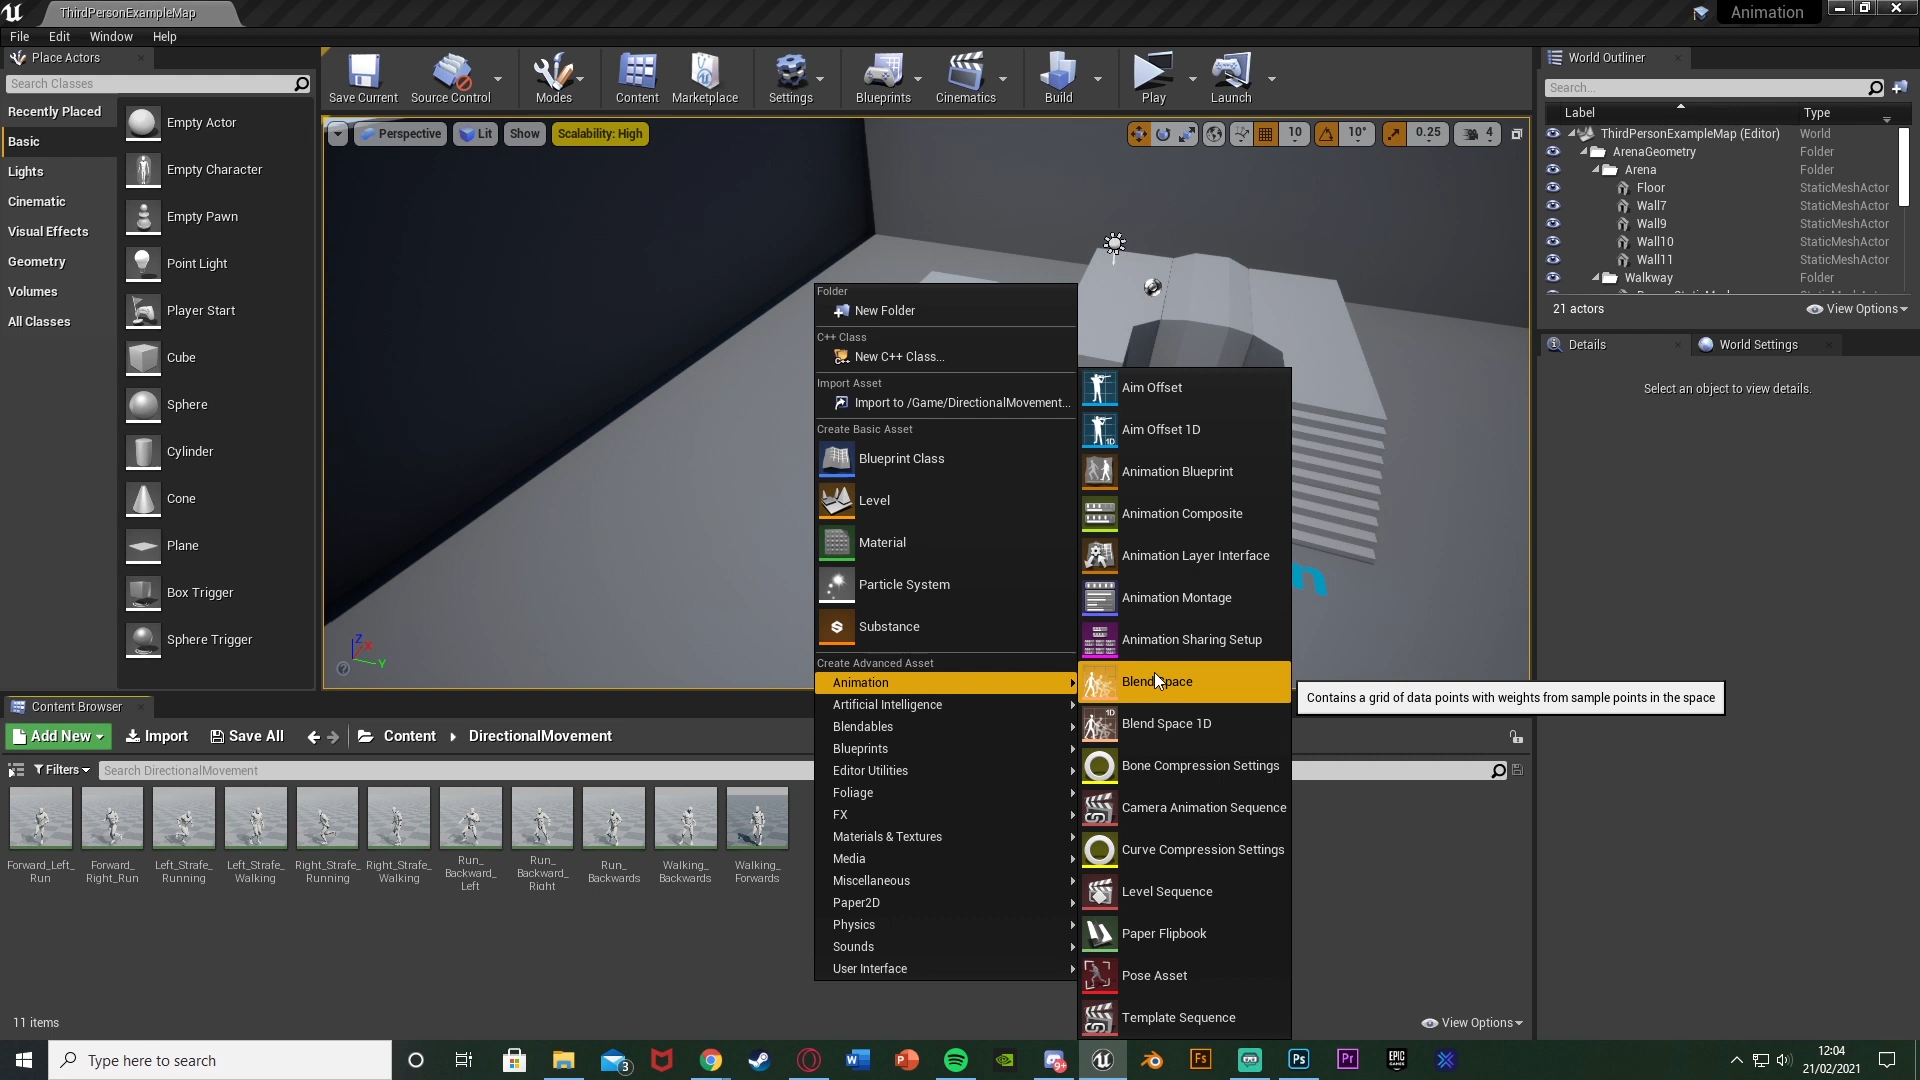 ThirdPersonExampleMap
Animation
File Edit Window Help
Place Actors
Search Classes
Recently Placed
Basic
Lights
Cinematic
Visual Effects
Geometry
Volumes
All Classes
Empty Actor
Empty Character
Empty Pawn
Point Light
Player Start
Cube
Sphere
Cylinder
Cone
Plane
Box Trigger
Sphere Trigger
Save Current
Source Control
Modes
Content
Marketplace
Settings
Blueprints
Cinematics
Build
Play
Launch
Perspective
Lit
Show
Scalability: High
10
10°
0.25
4
Z
X
Y
n
World Outliner
Search...
Label Type
ThirdPersonExampleMap (Editor) World
ArenaGeometry Folder
Arena Folder
Floor StaticMeshActor
Wall7 StaticMeshActor
Wall9 StaticMeshActor
Wall10 StaticMeshActor
Wall11 StaticMeshActor
Walkway Folder
21 actors
View Options
Details
World Settings
Select an object to view details.
Folder
New Folder
C++ Class
New C++ Class...
Import Asset
Import to /Game/DirectionalMovement...
Create Basic Asset
Blueprint Class
Level
Material
Particle System
Substance
Create Advanced Asset
Animation
Artificial Intelligence
Blendables
Blueprints
Editor Utilities
Foliage
FX
Materials & Textures
Media
Miscellaneous
Paper2D
Physics
Sounds
User Interface
Aim Offset
1D
Aim Offset 1D
Animation Blueprint
Animation Composite
Animation Layer Interface
Animation Montage
Animation Sharing Setup
Blend Space
1D
Blend Space 1D
Bone Compression Settings
Camera Animation Sequence
Curve Compression Settings
Level Sequence
Paper Flipbook
Pose Asset
Template Sequence
Contains a grid of data points with weights from sample points in the space
Content Browser
Add New
Import
Save All
Content
DirectionalMovement
Filters
Search DirectionalMovement
Forward_Left_
Run
Forward_
Right_Run
Left_Strafe_
Running
Left_Strafe_
Walking
Right_Strafe_
Running
Right_Strafe_
Walking
Run_
Backward_
Left
Run_
Backward_
Right
Run_
Backwards
Walking_
Backwards
Walking_
Forwards
11 items
View Options
Type here to search
3
W
P
9+
Fs
Ps
Pr
EPIC
GAMES
12:04
21/02/2021